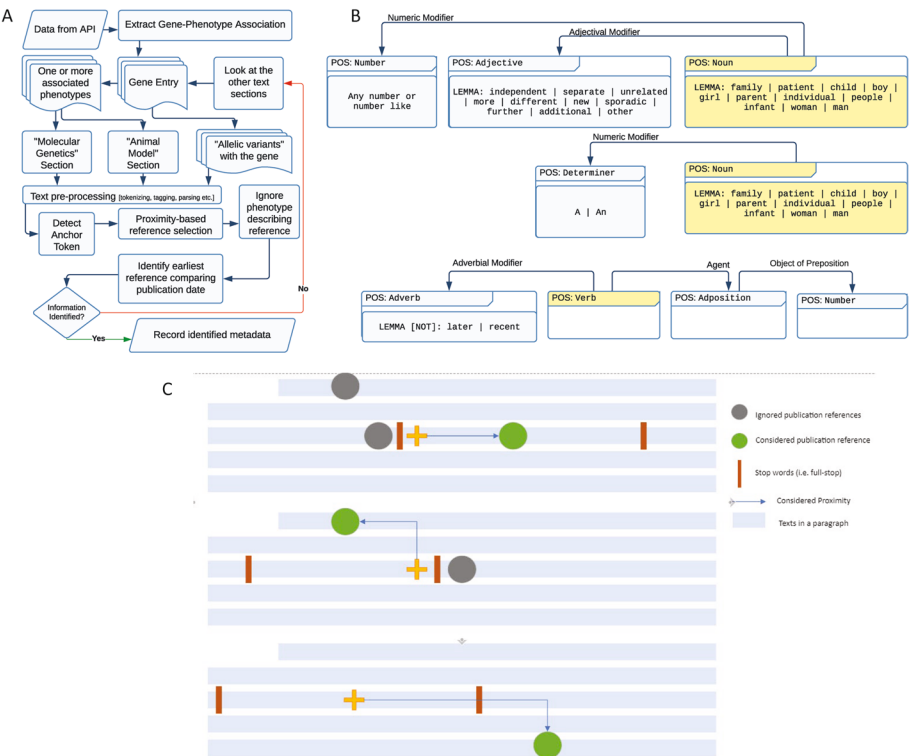 A
Data from API
Extract Gene-Phenotype Association
One or more
associated
phenotypes
Gene Entry
Look at the
other text
sections
"Molecular
Genetics"
Section
"Animal
Model"
Section
"Allelic variants"
with the gene
Text pre-processing [tokenizing, tagging, parsing etc.]
Detect
Anchor
Token
Proximity-based
reference selection
Ignore
phenotype
describing
reference
Identify earliest
reference comparing
publication date
Information
Identified?
No
Yes
Record identified metadata
B
Numeric Modifier
Adjectival Modifier
POS: Number
Any number or
number like
POS: Adjective
LEMMA: independent | separate | unrelated
| more | different | new | sporadic |
further | additional | other
POS: Noun
LEMMA: family | patient | child | boy |
girl | parent | individual | people |
infant | woman | man
Numeric Modifier
POS: Determiner
A | An
POS: Noun
LEMMA: family | patient | child | boy |
girl | parent | individual | people |
infant | woman | man
Adverbial Modifier
Agent
Object of Preposition
POS: Adverb
LEMMA [NOT]: later | recent
POS: Verb
POS: Adposition
POS: Number
C
Ignored publication references
Considered publication reference
Stop words (i.e. full-stop)
Considered Proximity
Texts in a paragraph